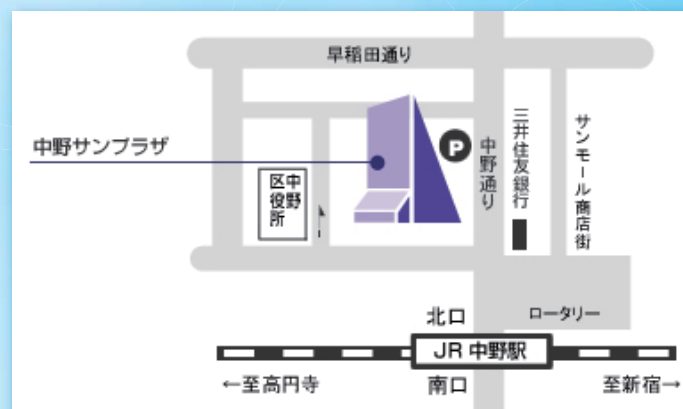 早稲田通り
中野サンプラザ
P
中野通り
三井住友銀行
サンモール商店街
中野
区役所
北口
ロータリー
JR 中野駅
←至高円寺
南口
至新宿→